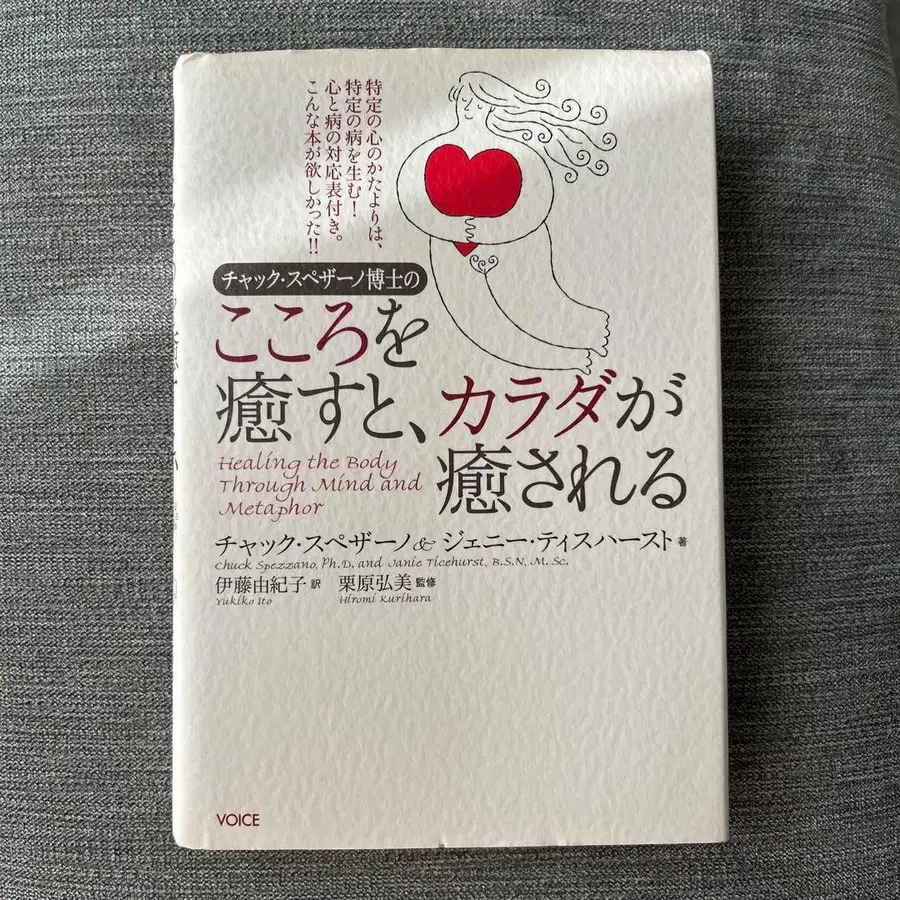 特定の心のかたよりは、
特定の病を生む！
心と病の対応表付き。
こんな本が欲しかった!!
チャック・スペザーノ博士の
こころを
癒すと、カラダが
癒される
Healing the Body
Through Mind and
Metaphor
チャック・スペザーノ & ジェニー・ティスハースト 著
Chuck Spezzano, Ph.D. and Janie Ticehurst, B.S.N, M. Sc.
伊藤由紀子 訳 栗原弘美 監修
Yukiko Ito Hiromi Kurihara
VOICE